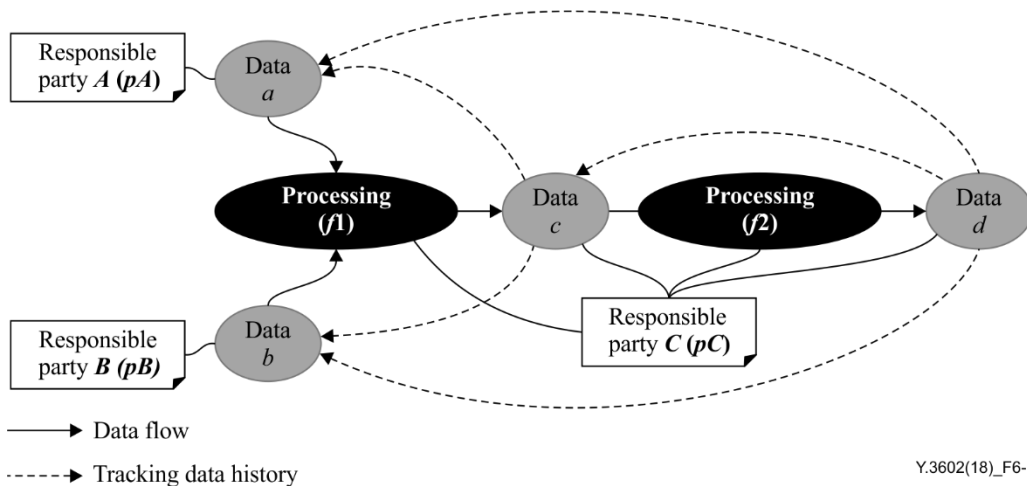 Responsible
party A (pA)
Data
a
Processing
(f1)
Data
c
Processing
(f2)
Data
d
Responsible
party B (pB)
Data
b
Responsible
party C (pC)
Data flow
Tracking data history
Y.3602(18)_F6-